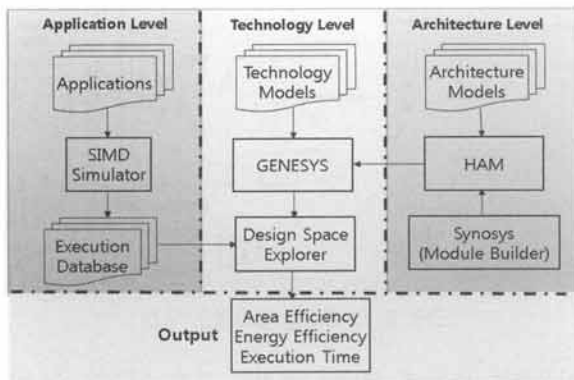 Application Level
Technology Level
Architecture Level
Applications
Technology
Models
Architecture
Models
SIMD
Simulator
GENESYS
HAM
Execution
Database
Design Space
Explorer
Synosys
(Module Builder)
Output
Area Efficiency
Energy Efficiency
Execution Time